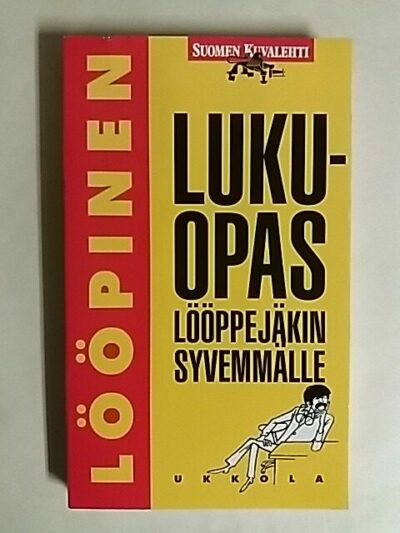 SUOMEN KUVALEHTI
LÖÖPINEN
LUKU-
OPAS
LÖÖPPEJÄKIN
SYVEMMÄLLE
UKKOLA